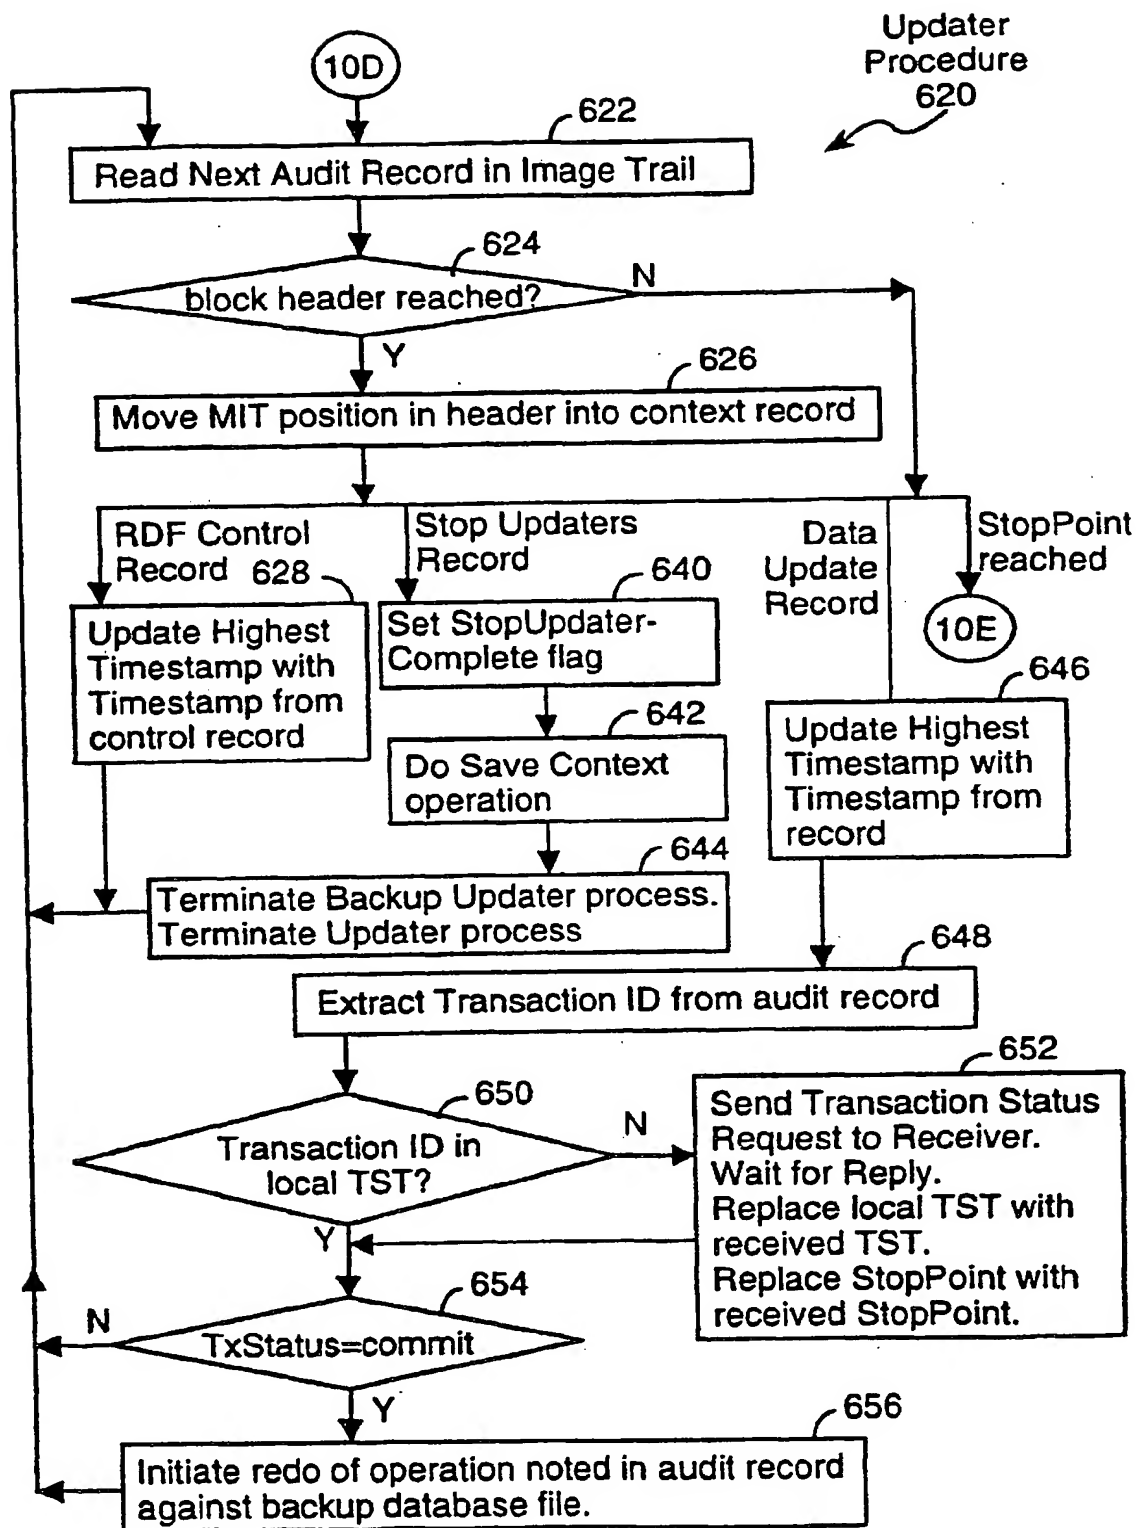 Updater
Procedure
620
10D
622
Read Next Audit Record in Image Trail
624
block header reached?
N
Y
626
Move MIT position in header into context record
RDF Control
Record
628
Stop Updaters
Record
640
Data
Update
Record
StopPoint
reached
10E
Update Highest
Timestamp with
Timestamp from
control record
Set StopUpdater-
Complete flag
642
Do Save Context
operation
646
Update Highest
Timestamp with
Timestamp from
record
644
Terminate Backup Updater process.
Terminate Updater process
648
Extract Transaction ID from audit record
650
Transaction ID in
local TST?
N
Y
652
Send Transaction Status
Request to Receiver.
Wait for Reply.
Replace local TST with
received TST.
Replace StopPoint with
received StopPoint.
654
TxStatus=commit
N
Y
656
Initiate redo of operation noted in audit record
against backup database file.